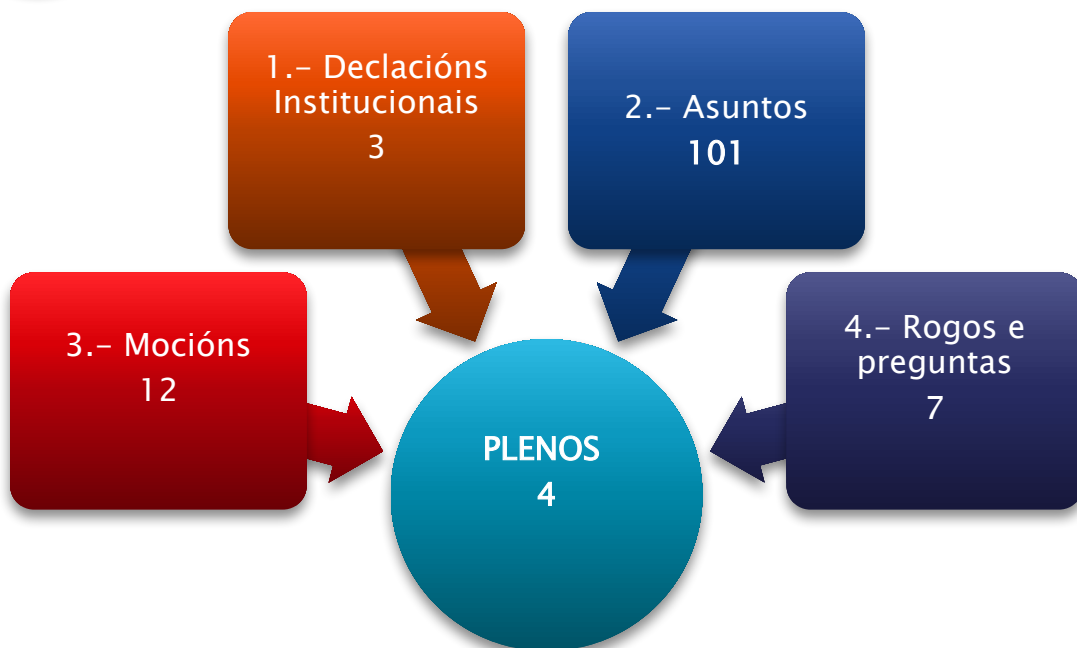 1.– Declacións
Institucionais
3
2.– Asuntos
101
3.– Mocións
12
4.– Rogos e
preguntas
7
PLENOS
4